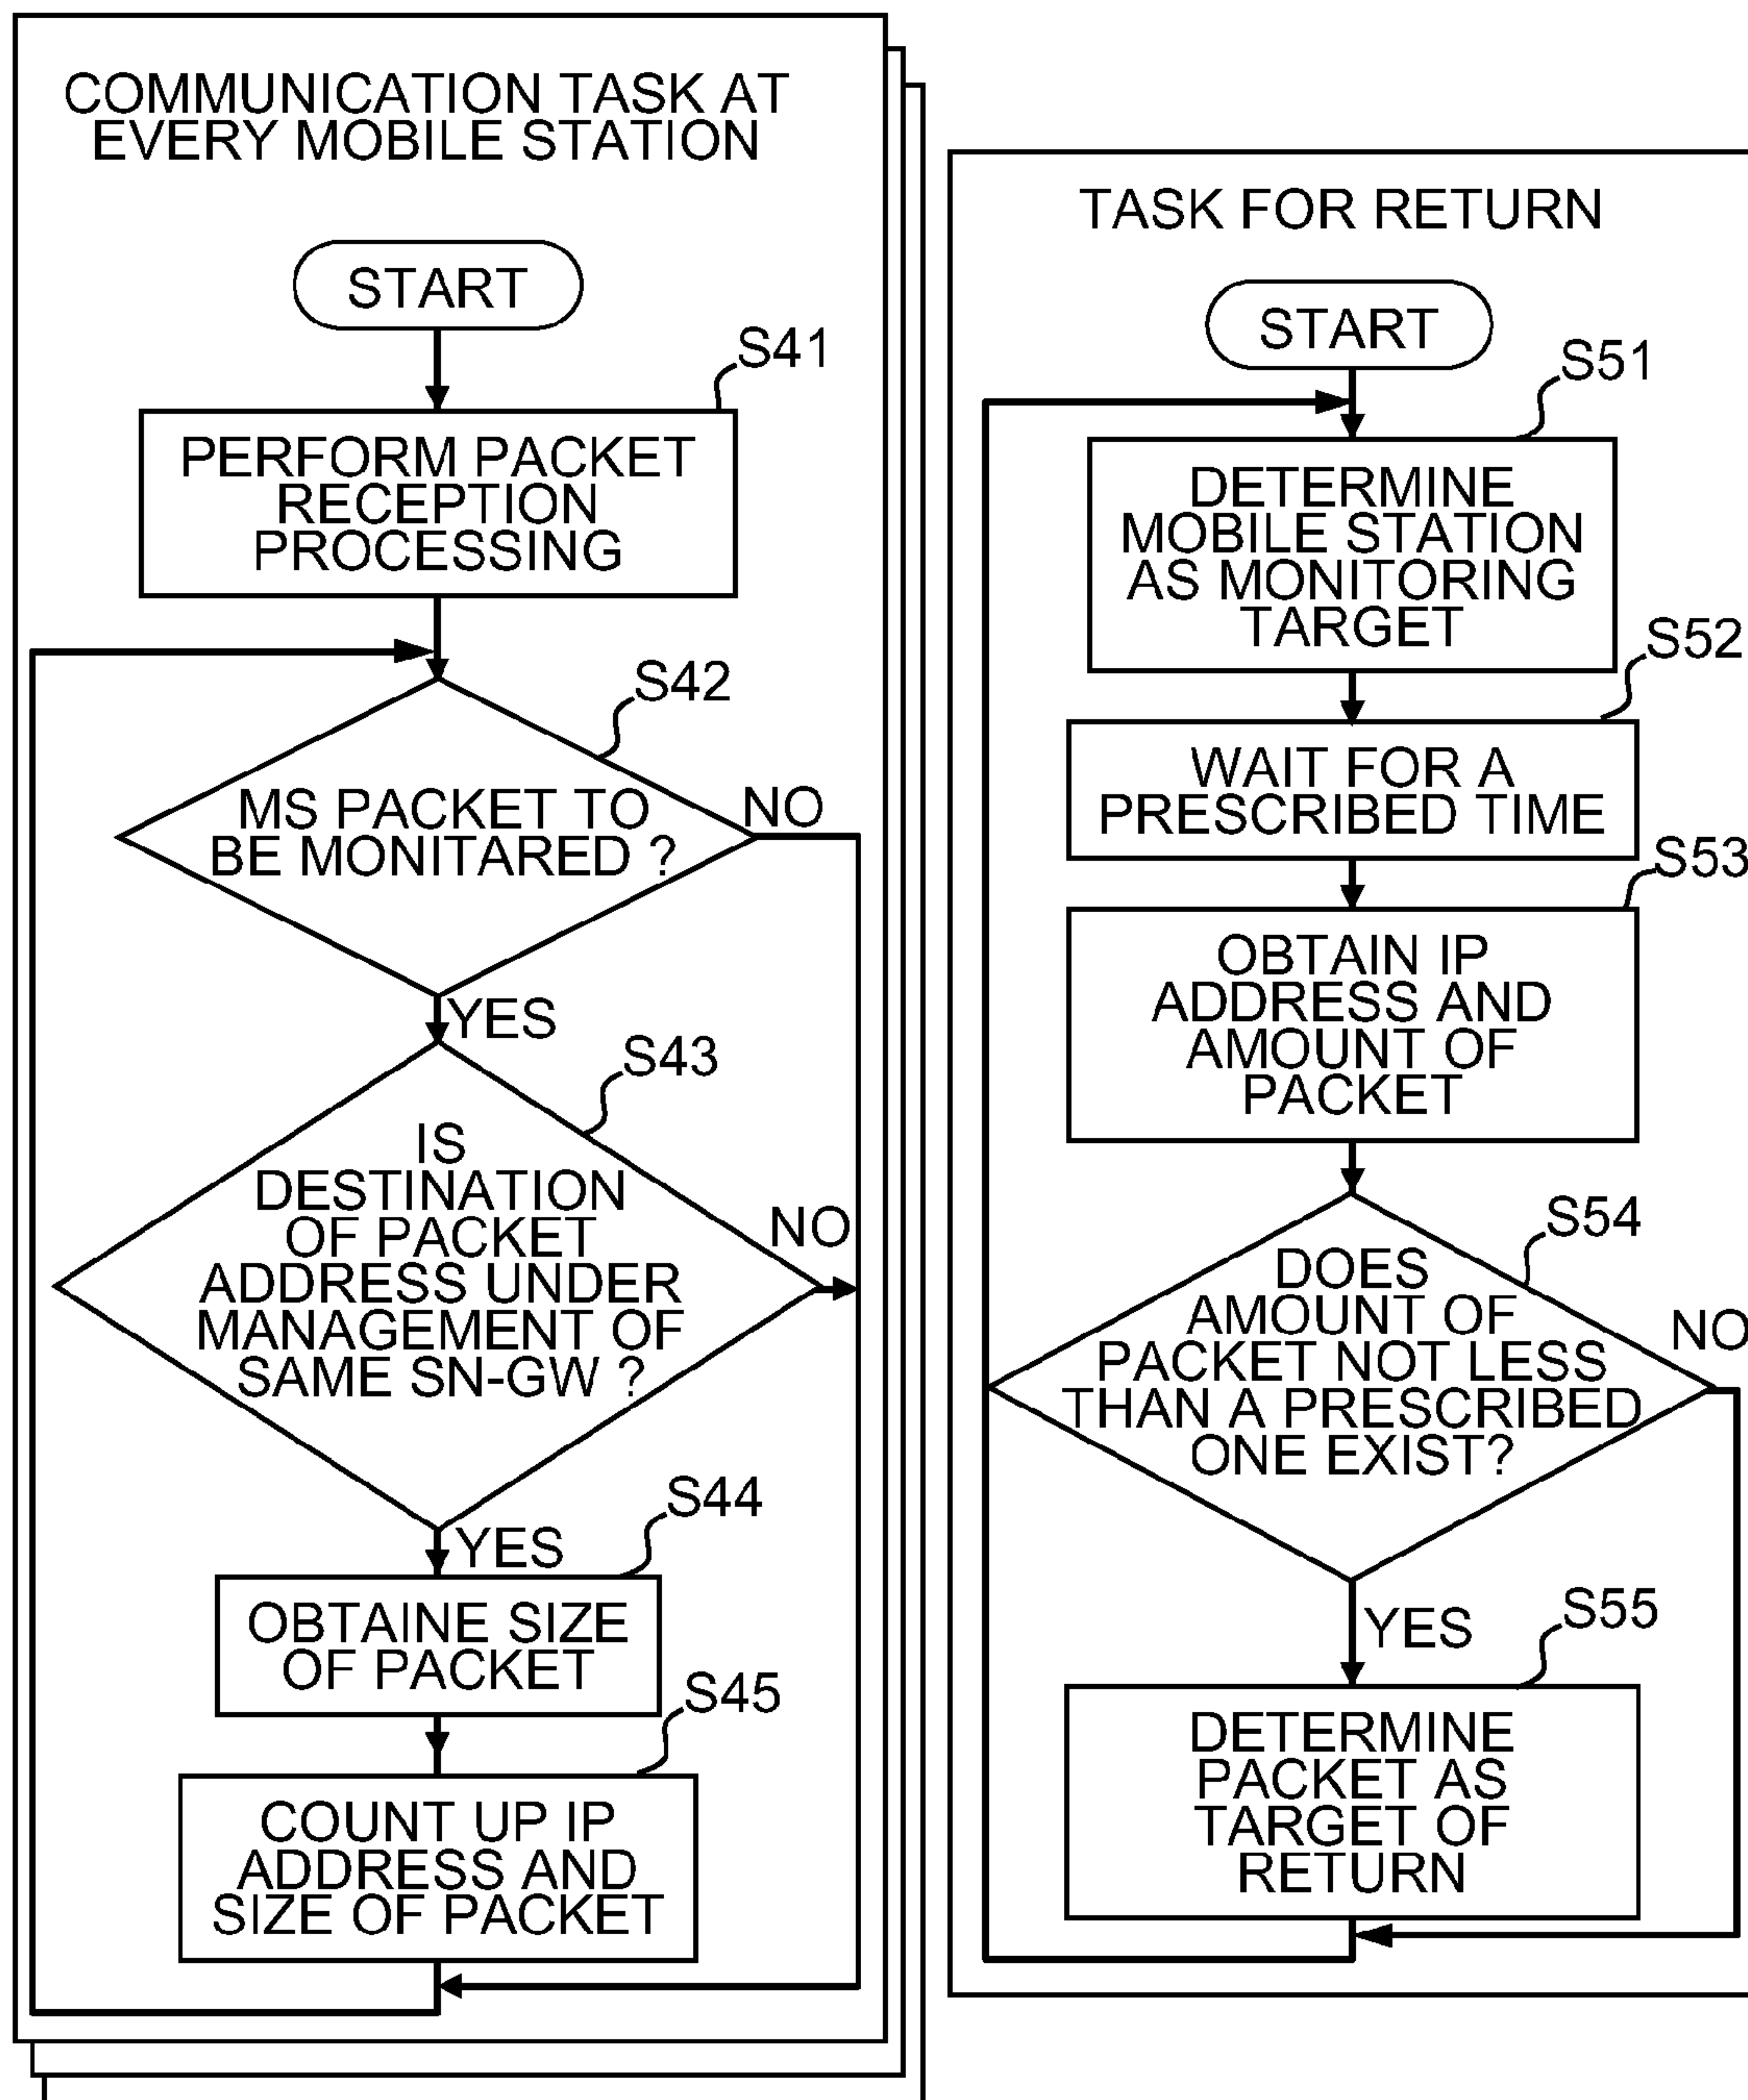 COMMUNICATION TASK AT
EVERY MOBILE STATION
START
S41
PERFORM PACKET
RECEPTION
PROCESSING
S42
MS PACKET TO
BE MONITARED ?
NO
YES
S43
IS
DESTINATION
OF PACKET
ADDRESS UNDER
MANAGEMENT OF
SAME SN-GW ?
NO
YES
S44
OBTAINE SIZE
OF PACKET
S45
COUNT UP IP
ADDRESS AND
SIZE OF PACKET
TASK FOR RETURN
START
S51
DETERMINE
MOBILE STATION
AS MONITORING
TARGET
S52
WAIT FOR A
PRESCRIBED TIME
S53
OBTAIN IP
ADDRESS AND
AMOUNT OF
PACKET
S54
DOES
AMOUNT OF
PACKET NOT LESS
THAN A PRESCRIBED
ONE EXIST?
NO
YES
S55
DETERMINE
PACKET AS
TARGET OF
RETURN